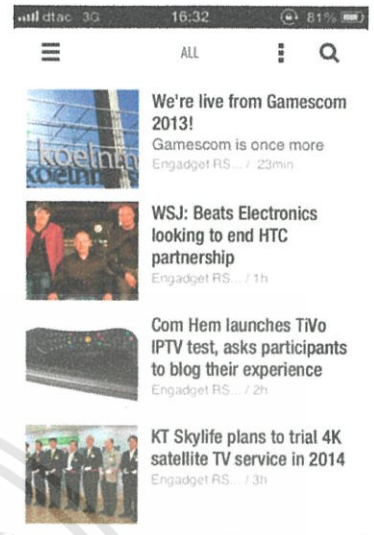 dtac 3G 16:32 81%
ALL
We're live from Gamescom
2013!
Gamescom is once more
Engadget RS... / 23min
WSJ: Beats Electronics
looking to end HTC
partnership
Engadget RS... / 1h
Com Hem launches TiVo
IPTV test, asks participants
to blog their experience
Engadget RS... / 2h
KT Skylife plans to trial 4K
satellite TV service in 2014
Engadget RS... / 3h
koelnm